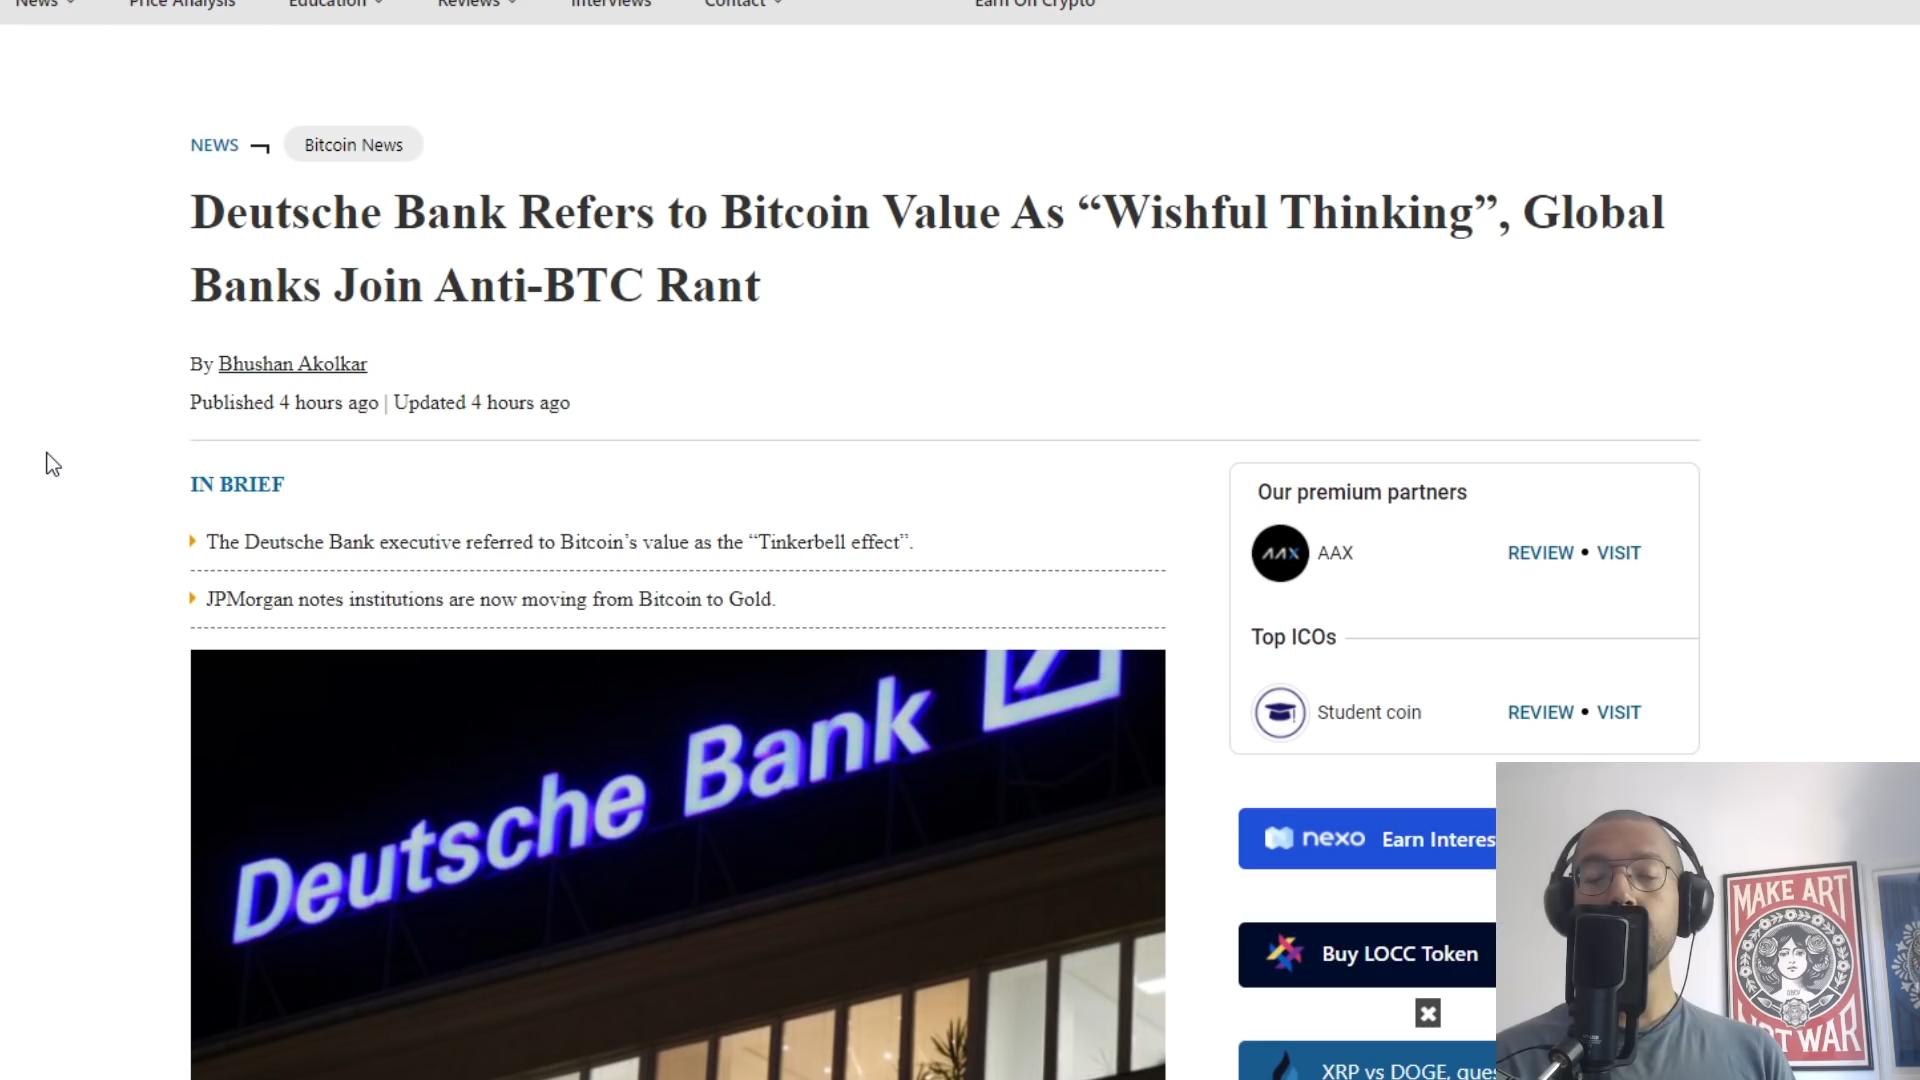 News
Price Analysis
Education
Reviews
Interviews
Contact
Earn On Crypto
NEWS
Bitcoin News
Deutsche Bank Refers to Bitcoin Value As “Wishful Thinking”, Global
Banks Join Anti-BTC Rant
By Bhushan Akolkar
Published 4 hours ago | Updated 4 hours ago
IN BRIEF
The Deutsche Bank executive referred to Bitcoin’s value as the “Tinkerbell effect”.
JPMorgan notes institutions are now moving from Bitcoin to Gold.
Deutsche Bank
Our premium partners
AAX
AAX
REVIEW • VISIT
Top ICOs
Student coin
REVIEW • VISIT
nexo Earn Interes
Buy LOCC Token
XRP vs DOGE, ques
MAKE ART
OBEY
OT WAR